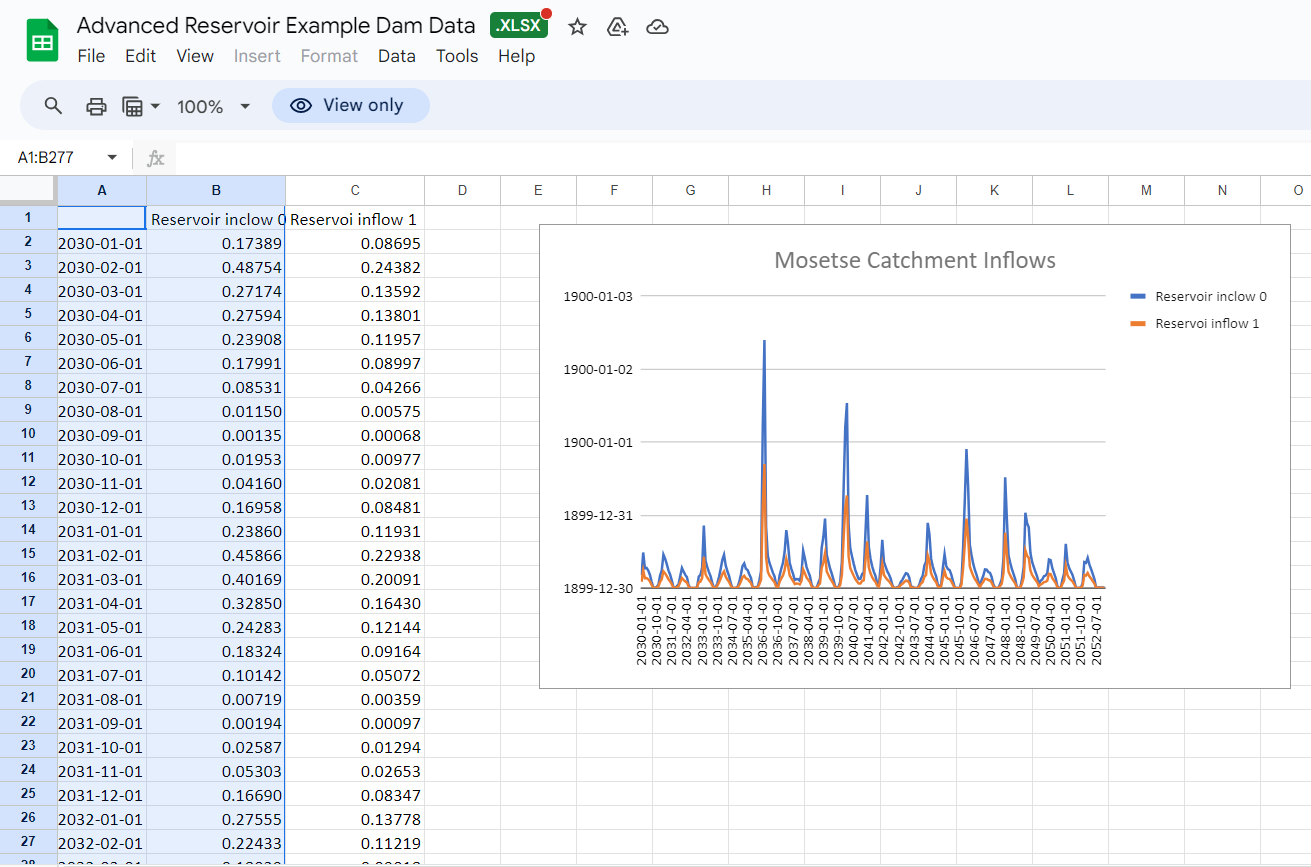 Advanced Reservoir Example Dam Data .XLSX
File Edit View Insert Format Data Tools Help
100% View only
A1:B277 fx
A B C D E F G H I J K L M N O
1 Reservoir inclow 0 Reservoi inflow 1
2 2030-01-01 0.17389 0.08695
3 2030-02-01 0.48754 0.24382
4 2030-03-01 0.27174 0.13592
5 2030-04-01 0.27594 0.13801
6 2030-05-01 0.23908 0.11957
7 2030-06-01 0.17991 0.08997
8 2030-07-01 0.08531 0.04266
9 2030-08-01 0.01150 0.00575
10 2030-09-01 0.00135 0.00068
11 2030-10-01 0.01953 0.00977
12 2030-11-01 0.04160 0.02081
13 2030-12-01 0.16958 0.08481
14 2031-01-01 0.23860 0.11931
15 2031-02-01 0.45866 0.22938
16 2031-03-01 0.40169 0.20091
17 2031-04-01 0.32850 0.16430
18 2031-05-01 0.24283 0.12144
19 2031-06-01 0.18324 0.09164
20 2031-07-01 0.10142 0.05072
21 2031-08-01 0.00719 0.00359
22 2031-09-01 0.00194 0.00097
23 2031-10-01 0.02587 0.01294
24 2031-11-01 0.05303 0.02653
25 2031-12-01 0.16690 0.08347
26 2032-01-01 0.27555 0.13778
27 2032-02-01 0.22433 0.11219
Mosetse Catchment Inflows
Reservoir inclow 0
Reservoi inflow 1
1900-01-03
1900-01-02
1900-01-01
1899-12-31
1899-12-30
2030-01-01
2030-10-01
2031-07-01
2032-04-01
2033-01-01
2033-10-01
2034-07-01
2035-04-01
2036-01-01
2036-10-01
2037-07-01
2038-04-01
2039-01-01
2039-10-01
2040-07-01
2041-04-01
2042-01-01
2042-10-01
2043-07-01
2044-04-01
2045-01-01
2045-10-01
2046-07-01
2047-04-01
2048-01-01
2048-10-01
2049-07-01
2050-04-01
2051-01-01
2051-10-01
2052-07-01